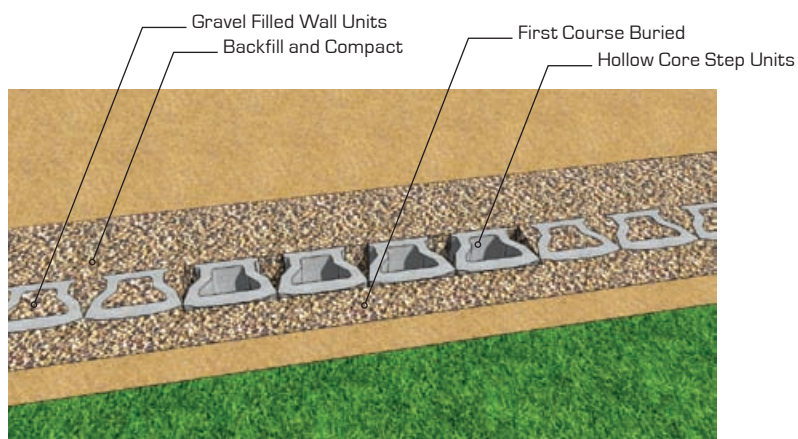 Gravel Filled Wall Units
Backfill and Compact
First Course Buried
Hollow Core Step Units